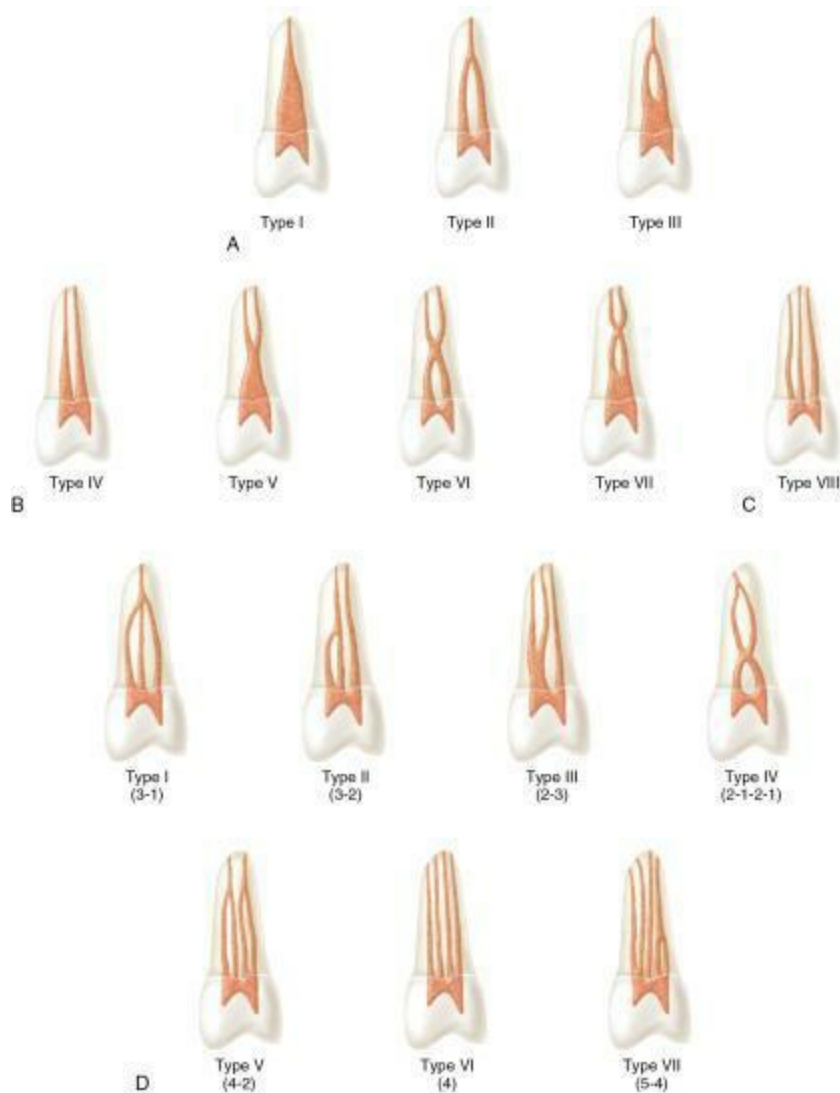 Type I
Type II
Type III
A
Type IV
Type V
Type VI
Type VII
Type VIII
B
C
Type I
(3-1)
Type II
(3-2)
Type III
(2-3)
Type IV
(2-1-2-1)
Type V
(4-2)
Type VI
(4)
Type VII
(5-4)
D